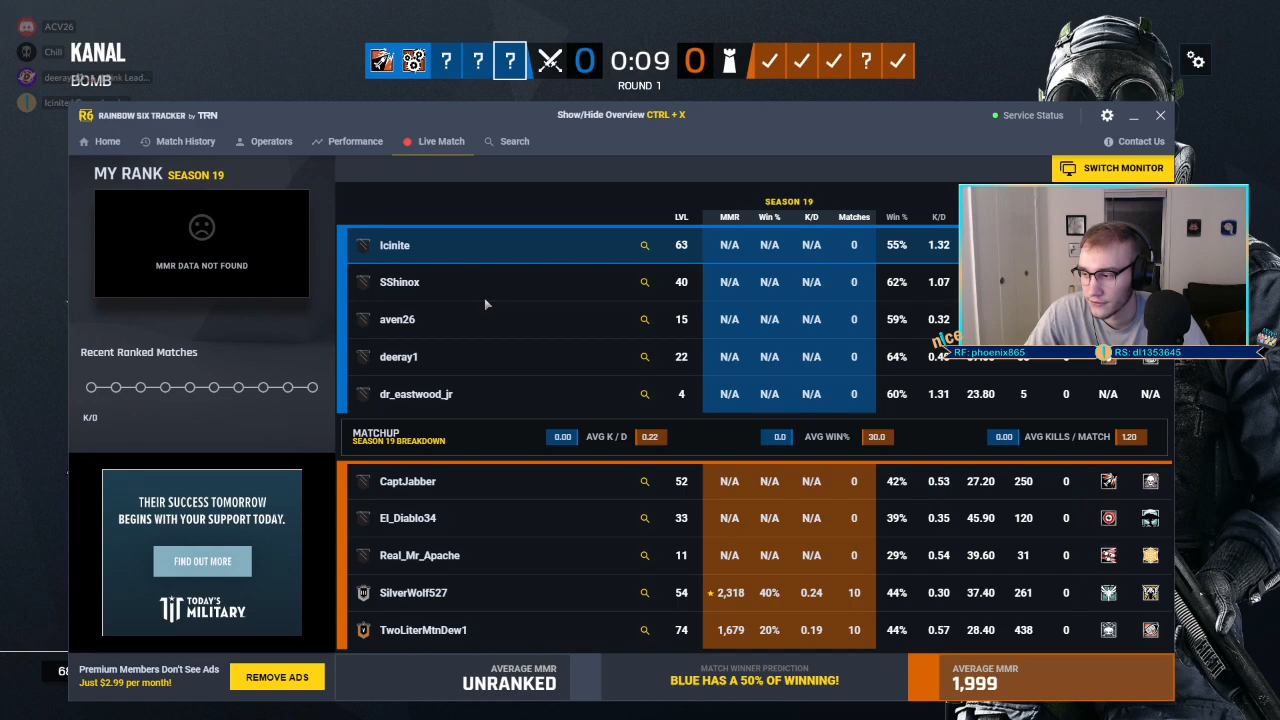 ACV26
Chill
deeray
KANAL
BOMB
? ? ? 0 0:09 0 ?
ROUND 1
R6 RAINBOW SIX TRACKER by TRN
Show/Hide Overview CTRL + X
Service Status
Home Match History Operators Performance Live Match Search
Contact Us
MY RANK SEASON 19
MMR DATA NOT FOUND
Recent Ranked Matches
K/D
THEIR SUCCESS TOMORROW
BEGINS WITH YOUR SUPPORT TODAY.
FIND OUT MORE
TODAY'S
MILITARY
Premium Members Don't See Ads
Just $2.99 per month!
REMOVE ADS
SWITCH MONITOR
SEASON 19
LVL MMR Win % K/D Matches Win % K/D
Icinite 63 N/A N/A N/A 0 55% 1.32
SShinox 40 N/A N/A N/A 0 62% 1.07
aven26 15 N/A N/A N/A 0 59% 0.32
deeray1 22 N/A N/A N/A 0 64%
dr_eastwood_jr 4 N/A N/A N/A 0 60% 1.31 23.80 5 0 N/A N/A
nice
RF: phoenix865 RS: dl1353645
MATCHUP
SEASON 19 BREAKDOWN
0.00 AVG K / D 0.22 0.0 AVG WIN% 30.0 0.00 AVG KILLS / MATCH 1.20
CaptJabber 52 N/A N/A N/A 0 42% 0.53 27.20 250 0
El_Diablo34 33 N/A N/A N/A 0 39% 0.35 45.90 120 0
Real_Mr_Apache 11 N/A N/A N/A 0 29% 0.54 39.60 31 0
SilverWolf527 54 2,318 40% 0.24 10 44% 0.30 37.40 261 0
TwoLiterMtnDew1 74 1,679 20% 0.19 10 44% 0.57 28.40 438 0
AVERAGE MMR
UNRANKED
MATCH WINNER PREDICTION
BLUE HAS A 50% OF WINNING!
AVERAGE MMR
1,999